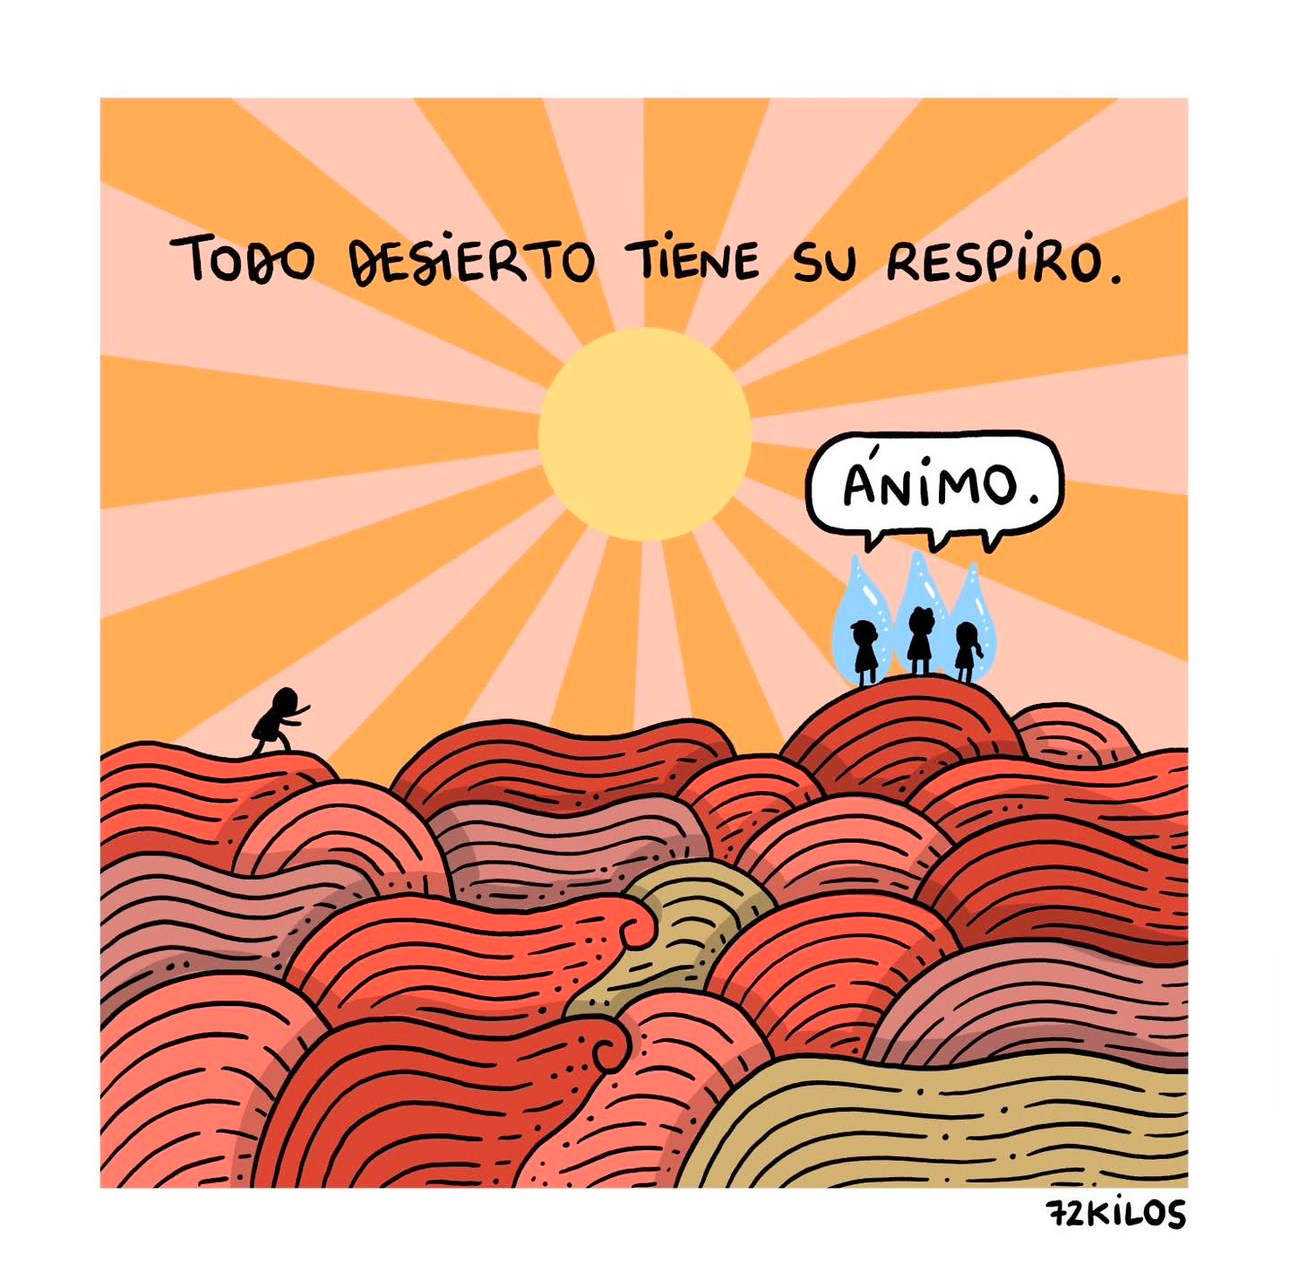 TODO DESIERTO TIENE SU RESPIRO.
ÁNIMO.
72KILOS